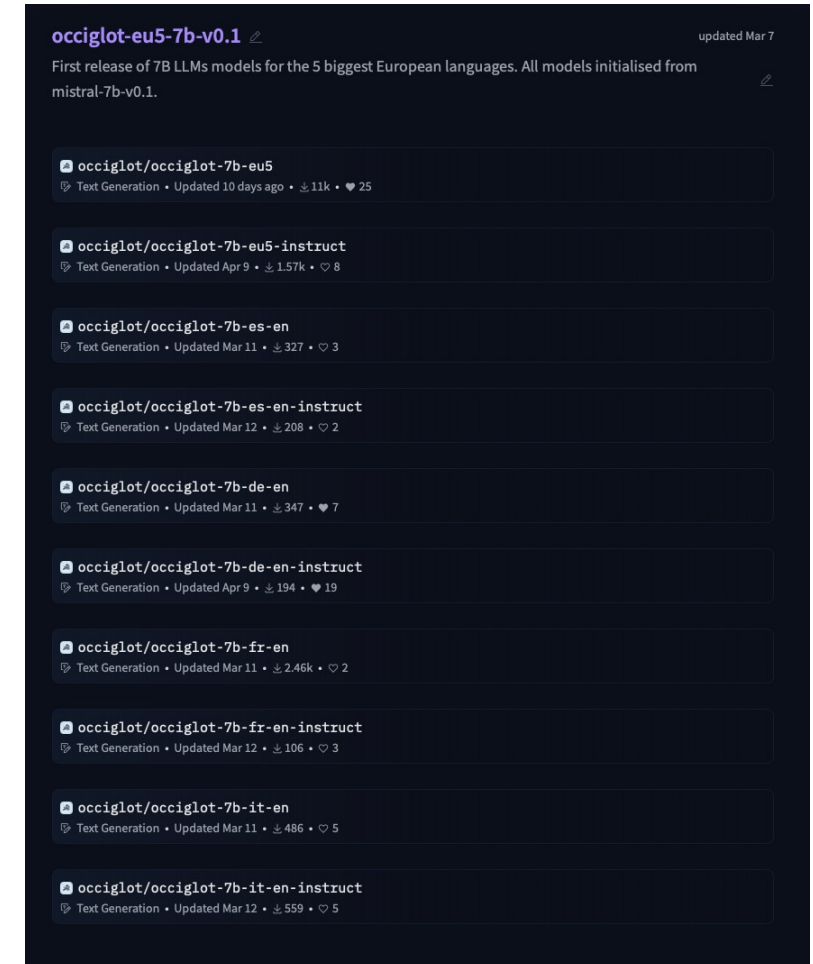 occiglot-eu5-7b-v0.1
updated Mar 7
First release of 7B LLMs models for the 5 biggest European languages. All models initialised from
mistral-7b-v0.1.
occiglot/occiglot-7b-eu5
Text Generation • Updated 10 days ago • 11k • 25
occiglot/occiglot-7b-eu5-instruct
Text Generation • Updated Apr 9 • 1.57k • 8
occiglot/occiglot-7b-es-en
Text Generation • Updated Mar 11 • 327 • 3
occiglot/occiglot-7b-es-en-instruct
Text Generation • Updated Mar 12 • 208 • 2
occiglot/occiglot-7b-de-en
Text Generation • Updated Mar 11 • 347 • 7
occiglot/occiglot-7b-de-en-instruct
Text Generation • Updated Apr 9 • 194 • 19
occiglot/occiglot-7b-fr-en
Text Generation • Updated Mar 11 • 2.46k • 2
occiglot/occiglot-7b-fr-en-instruct
Text Generation • Updated Mar 12 • 106 • 3
occiglot/occiglot-7b-it-en
Text Generation • Updated Mar 11 • 486 • 5
occiglot/occiglot-7b-it-en-instruct
Text Generation • Updated Mar 12 • 559 • 5